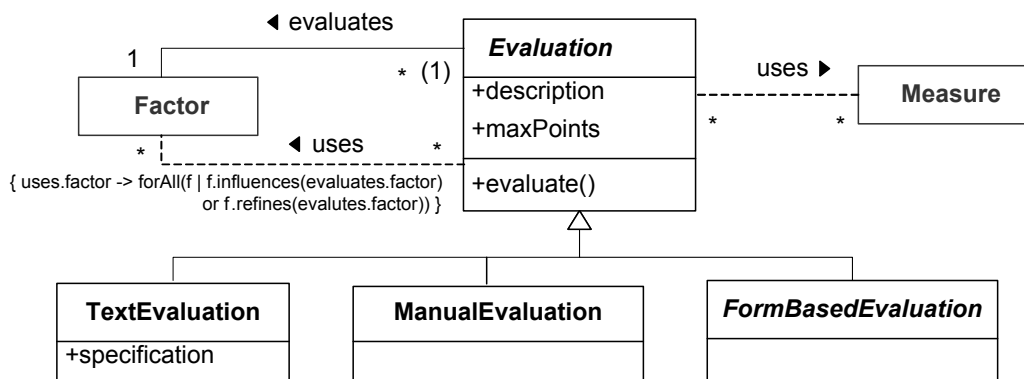 ◀ evaluates
1
* (1)
Evaluation
+description
+maxPoints
+evaluate()
uses ▶
* *
Measure
Factor
*
◀ uses
*
{ uses.factor -> forAll(f | f.influences(evaluates.factor)
or f.refines(evalutes.factor)) }
TextEvaluation
+specification
ManualEvaluation
FormBasedEvaluation